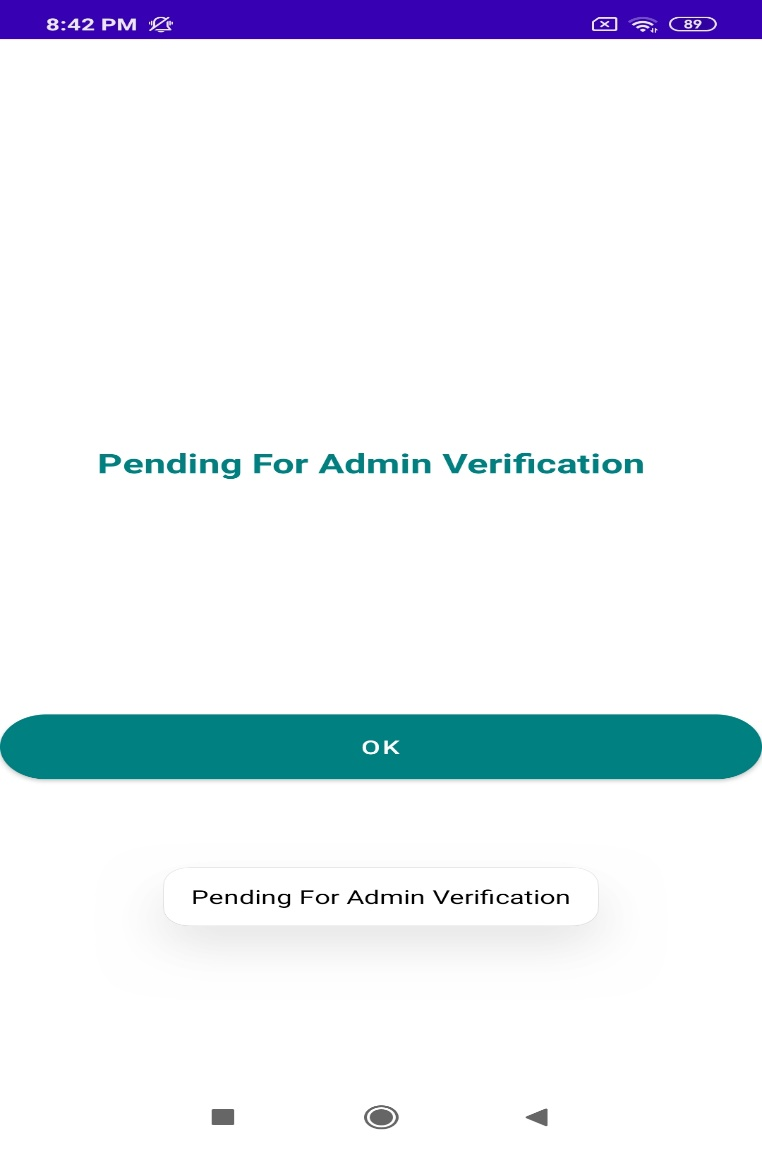 8:42 PM
89
Pending For Admin Verification
OK
Pending For Admin Verification